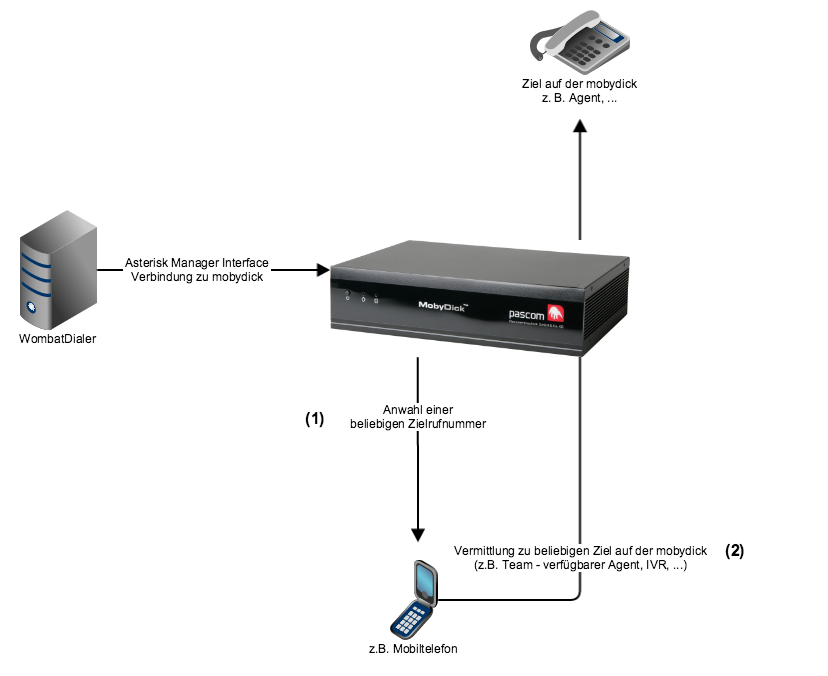 Ziel auf der mobydick
z. B. Agent, ...
Asterisk Manager Interface
Verbindung zu mobydick
WombatDialer
MobyDick™
pascom
(1)
Anwahl einer
beliebigen Zielrufnummer
Vermittlung zu beliebigen Ziel auf der mobydick
(2)
(z.B. Team - verfügbarer Agent, IVR, ...)
z.B. Mobiltelefon